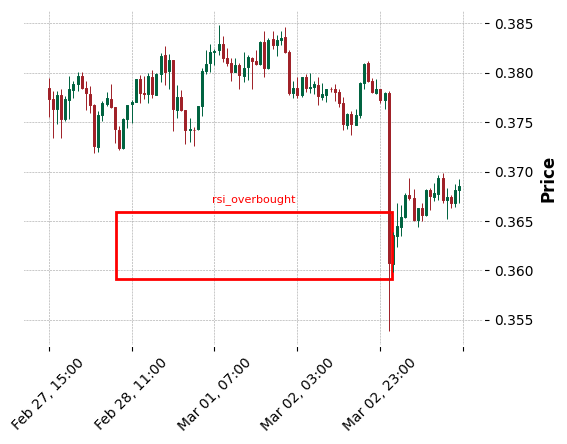 0.385
0.380
0.375
0.370
0.365
0.360
0.355
Price
rsi_overbought
Feb 27, 15:00
Feb 28, 11:00
Mar 01, 07:00
Mar 02, 03:00
Mar 02, 23:00